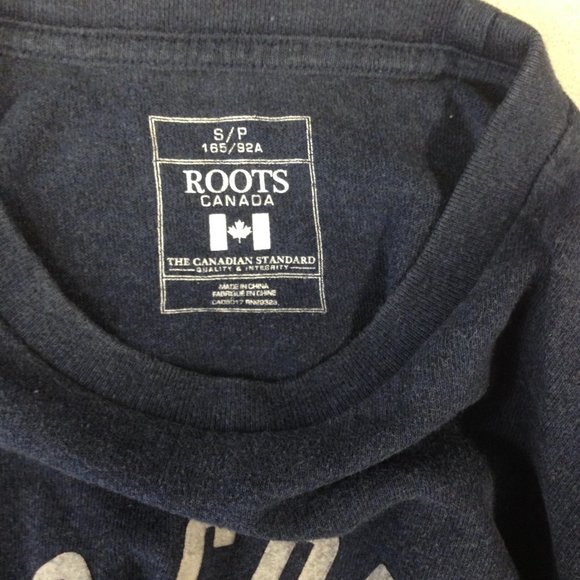 S/P
165/92A
ROOTS
CANADA
THE CANADIAN STANDARD
QUALITY & INTEGRITY
MADE IN CHINA
FABRIQUÉ EN CHINE